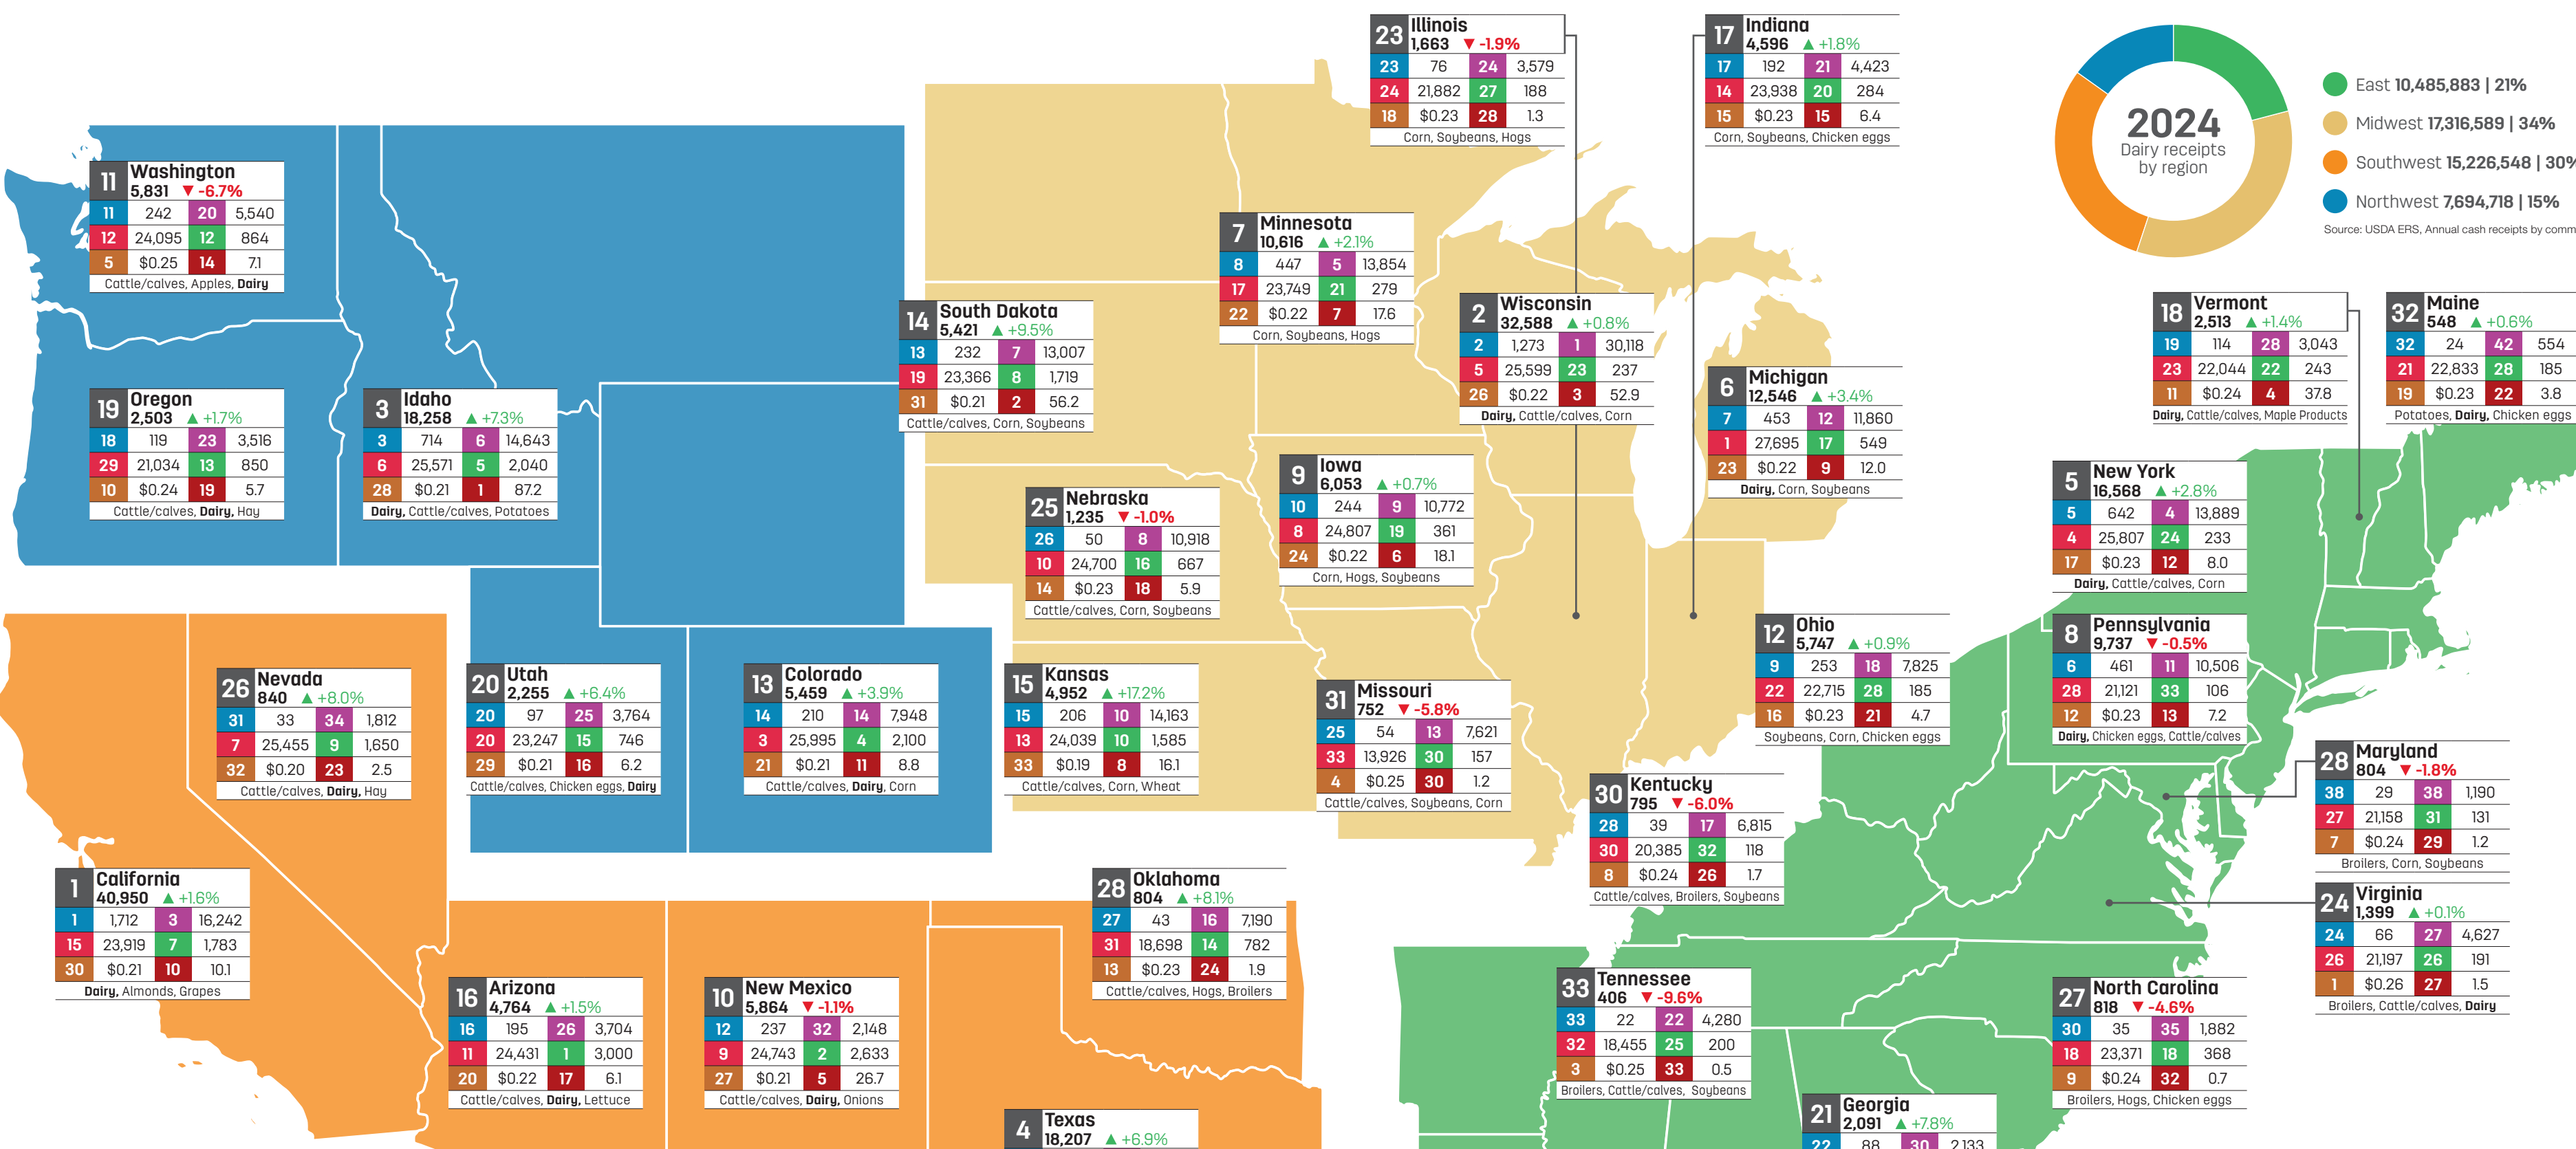 23 Illinois
1,663 ▼ -1.9%
23 76 24 3,579
24 21,882 27 188
18 $0.23 28 1.3
Corn, Soybeans, Hogs
17 Indiana
4,596 ▲ +1.8%
17 192 21 4,423
14 23,938 20 284
15 $0.23 15 6.4
Corn, Soybeans, Chicken eggs
2024
Dairy receipts
by region
East 10,485,883 | 21%
Midwest 17,316,589 | 34%
Southwest 15,226,548 | 30%
Northwest 7,694,718 | 15%
Source: USDA ERS, Annual cash receipts by comm
11 Washington
5,831 ▼ -6.7%
11 242 20 5,540
12 24,095 12 864
5 $0.25 14 7.1
Cattle/calves, Apples, Dairy
7 Minnesota
10,616 ▲ +2.1%
8 447 5 13,854
17 23,749 21 279
22 $0.22 7 17.6
Corn, Soybeans, Hogs
14 South Dakota
5,421 ▲ +9.5%
13 232 7 13,007
19 23,366 8 1,719
31 $0.21 2 56.2
Cattle/calves, Corn, Soybeans
2 Wisconsin
32,588 ▲ +0.8%
2 1,273 1 30,118
5 25,599 23 237
26 $0.22 3 52.9
Dairy, Cattle/calves, Corn
18 Vermont
2,513 ▲ +1.4%
19 114 28 3,043
23 22,044 22 243
11 $0.24 4 37.8
Dairy, Cattle/calves, Maple Products
32 Maine
548 ▲ +0.6%
32 24 42 554
21 22,833 28 185
19 $0.23 22 3.8
Potatoes, Dairy, Chicken eggs
19 Oregon
2,503 ▲ +1.7%
18 119 23 3,516
29 21,034 13 850
10 $0.24 19 5.7
Cattle/calves, Dairy, Hay
3 Idaho
18,258 ▲ +7.3%
3 714 6 14,643
6 25,571 5 2,040
28 $0.21 1 87.2
Dairy, Cattle/calves, Potatoes
6 Michigan
12,546 ▲ +3.4%
7 453 12 11,860
1 27,695 17 549
23 $0.22 9 12.0
Dairy, Corn, Soybeans
9 Iowa
6,053 ▲ +0.7%
10 244 9 10,772
8 24,807 19 361
24 $0.22 6 18.1
Corn, Hogs, Soybeans
25 Nebraska
1,235 ▼ -1.0%
26 50 8 10,918
10 24,700 16 667
14 $0.23 18 5.9
Cattle/calves, Corn, Soybeans
5 New York
16,568 ▲ +2.8%
5 642 4 13,889
4 25,807 24 233
17 $0.23 12 8.0
Dairy, Cattle/calves, Corn
12 Ohio
5,747 ▲ +0.9%
9 253 18 7,825
22 22,715 28 185
16 $0.23 21 4.7
Soybeans, Corn, Chicken eggs
8 Pennsylvania
9,737 ▼ -0.5%
6 461 11 10,506
28 21,121 33 106
12 $0.23 13 7.2
Dairy, Chicken eggs, Cattle/calves
26 Nevada
840 ▲ +8.0%
31 33 34 1,812
7 25,455 9 1,650
32 $0.20 23 2.5
Cattle/calves, Dairy, Hay
20 Utah
2,255 ▲ +6.4%
20 97 25 3,764
20 23,247 15 746
29 $0.21 16 6.2
Cattle/calves, Chicken eggs, Dairy
13 Colorado
5,459 ▲ +3.9%
14 210 14 7,948
3 25,995 4 2,100
21 $0.21 11 8.8
Cattle/calves, Dairy, Corn
15 Kansas
4,952 ▲ +17.2%
15 206 10 14,163
13 24,039 10 1,585
33 $0.19 8 16.1
Cattle/calves, Corn, Wheat
31 Missouri
752 ▼ -5.8%
25 54 13 7,621
33 13,926 30 157
4 $0.25 30 1.2
Cattle/calves, Soybeans, Corn
30 Kentucky
795 ▼ -6.0%
28 39 17 6,815
30 20,385 32 118
8 $0.24 26 1.7
Cattle/calves, Broilers, Soybeans
28 Maryland
804 ▼ -1.8%
38 29 38 1,190
27 21,158 31 131
7 $0.24 29 1.2
Broilers, Corn, Soybeans
1 California
40,950 ▲ +1.6%
1 1,712 3 16,242
15 23,919 7 1,783
30 $0.21 10 10.1
Dairy, Almonds, Grapes
28 Oklahoma
804 ▲ +8.1%
27 43 16 7,190
31 18,698 14 782
13 $0.23 24 1.9
Cattle/calves, Hogs, Broilers
24 Virginia
1,399 ▲ +0.1%
24 66 27 4,627
26 21,197 26 191
1 $0.26 27 1.5
Broilers, Cattle/calves, Dairy
16 Arizona
4,764 ▲ +1.5%
16 195 26 3,704
11 24,431 1 3,000
20 $0.22 17 6.1
Cattle/calves, Dairy, Lettuce
10 New Mexico
5,864 ▼ -1.1%
12 237 32 2,148
9 24,743 2 2,633
27 $0.21 5 26.7
Cattle/calves, Dairy, Onions
33 Tennessee
406 ▼ -9.6%
33 22 22 4,280
32 18,455 25 200
3 $0.25 33 0.5
Broilers, Cattle/calves, Soybeans
27 North Carolina
818 ▼ -4.6%
30 35 35 1,882
18 23,371 18 368
9 $0.24 32 0.7
Broilers, Hogs, Chicken eggs
4 Texas
18,207 ▲ +6.9%
21 Georgia
2,091 ▲ +7.8%
22 88 30 2,133